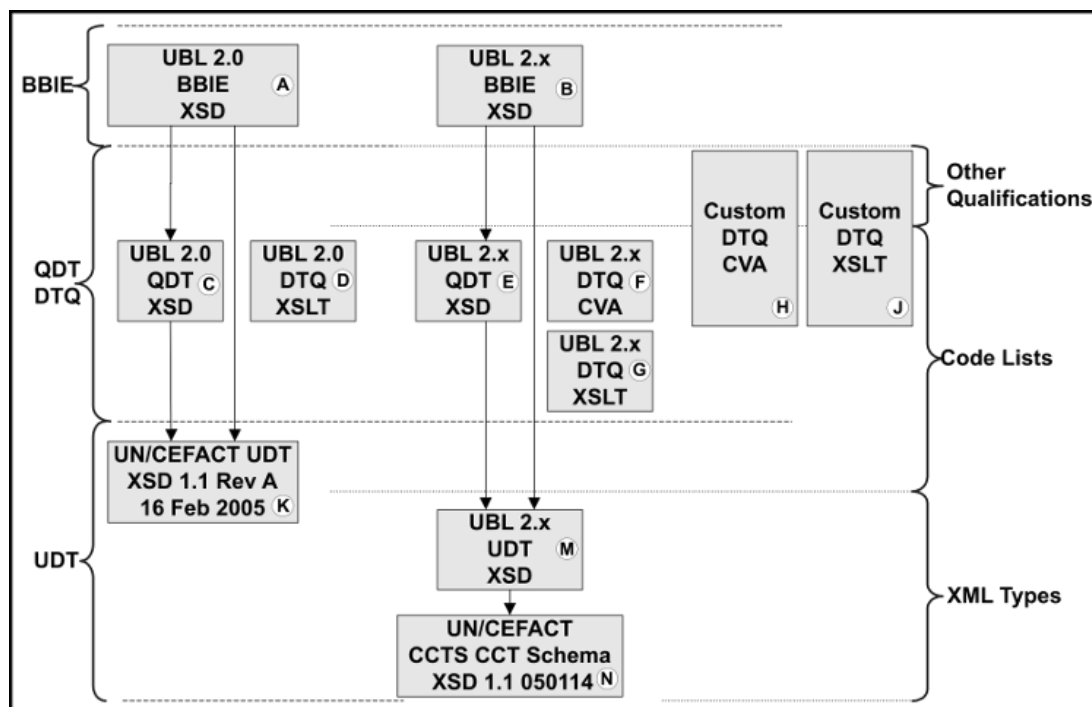 BBIE
UBL 2.0
BBIE
XSD
A
UBL 2.x
BBIE
XSD
B
Other
Qualifications
QDT
DTQ
UBL 2.0
QDT
XSD
C
UBL 2.0
DTQ
XSLT
D
UBL 2.x
QDT
XSD
E
UBL 2.x
DTQ
CVA
F
UBL 2.x
DTQ
XSLT
G
Custom
DTQ
CVA
H
Custom
DTQ
XSLT
J
Code Lists
UDT
UN/CEFACT UDT
XSD 1.1 Rev A
16 Feb 2005
K
UBL 2.x
UDT
XSD
M
UN/CEFACT
CCTS CCT Schema
XSD 1.1 050114
N
XML Types